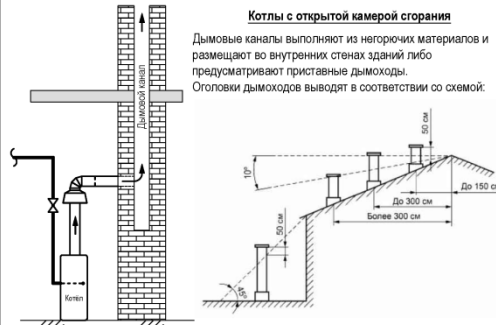 Котлы с открытой камерой сгорания
Дымовые каналы выполняют из негорючих материалов и
размещают во внутренних стенах зданий либо
предусматривают приставные дымоходы.
Оголовки дымоходов выводят в соответствии со схемой:
Дымовой канал
Котёл
50 см
10°
До 150 см
До 300 см
Более 300 см
50 см
45°